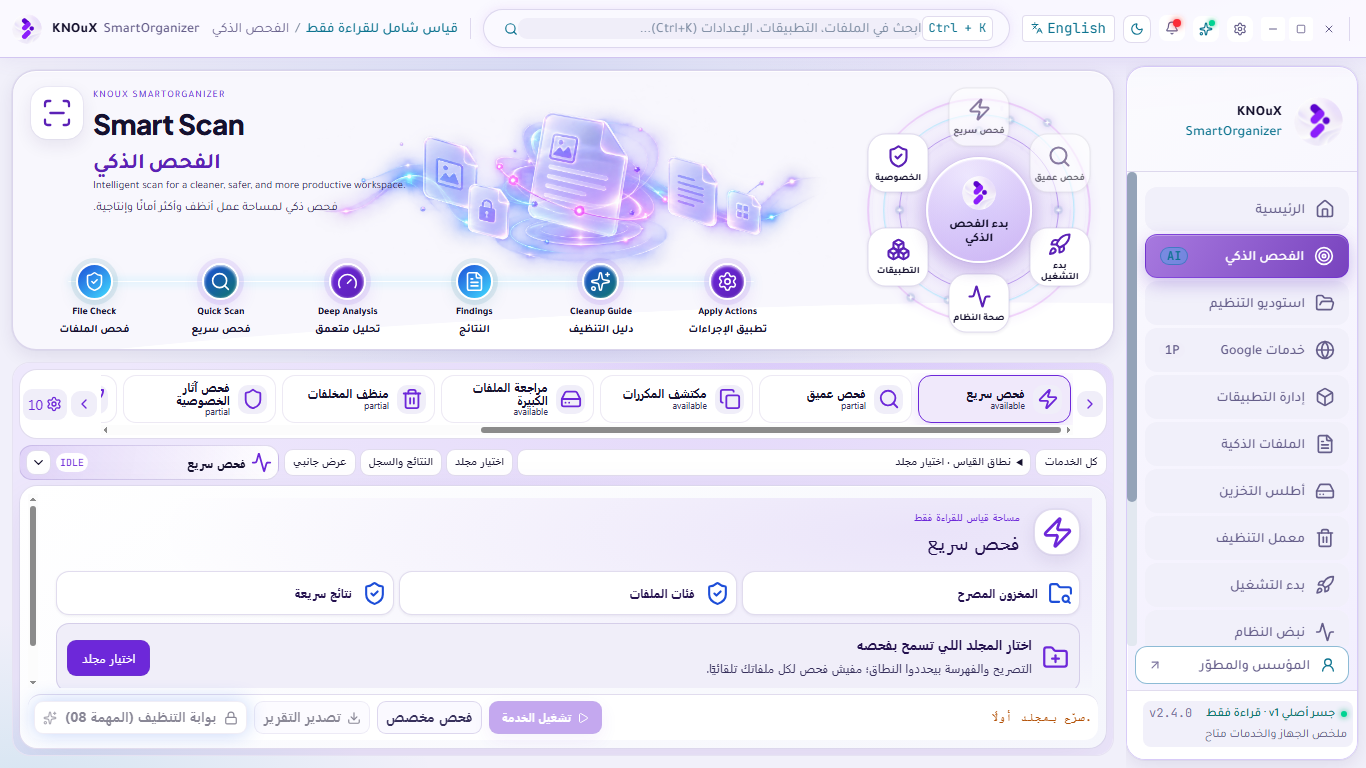 KNOuX SmartOrganizer
الفحص الذكي / قياس شامل للقراءة فقط
ابحث في الملفات، التطبيقات، الإعدادات (Ctrl+K)...
Ctrl + K
English
KNOUX SMARTORGANIZER
Smart Scan
الفحص الذكي
Intelligent scan for a cleaner, safer, and more productive workspace.
فحص ذكي لمساحة عمل أنظف وأكثر أمانًا وإنتاجية.
File Check
فحص الملفات
Quick Scan
فحص سريع
Deep Analysis
تحليل متعمق
Findings
النتائج
Cleanup Guide
دليل التنظيف
Apply Actions
تطبيق الإجراءات
فحص سريع
فحص عميق
الخصوصية
بدء الفحص
الذكي
التطبيقات
بدء
التشغيل
صحة النظام
KNOuX
SmartOrganizer
الرئيسية
الفحص الذكي
AI
استوديو التنظيم
خدمات Google
1P
إدارة التطبيقات
الملفات الذكية
أطلس التخزين
معمل التنظيف
بدء التشغيل
نبض النظام
المؤسس والمطوّر
جسر أصلي v1 · قراءة فقط
v2.4.0
ملخص الجهاز والخدمات متاح
فحص سريع
available
فحص عميق
partial
مكتشف المكررات
available
مراجعة الملفات
الكبيرة
available
منظف المخلفات
partial
فحص آثار
الخصوصية
partial
10
كل الخدمات
◀ نطاق القياس · اختيار مجلد
اختيار مجلد
النتائج والسجل
عرض جانبي
فحص سريع
IDLE
مساحة قياس للقراءة فقط
فحص سريع
المخزون المصرح
فئات الملفات
نتائج سريعة
اختار المجلد اللي تسمح بفحصه
التصريح والفهرسة بيحددوا النطاق؛ مفيش فحص لكل ملفاتك تلقائيًا.
اختيار مجلد
صرّح بمجلد أولًا.
تشغيل الخدمة
فحص مخصص
تصدير التقرير
بوابة التنظيف (المهمة 08)